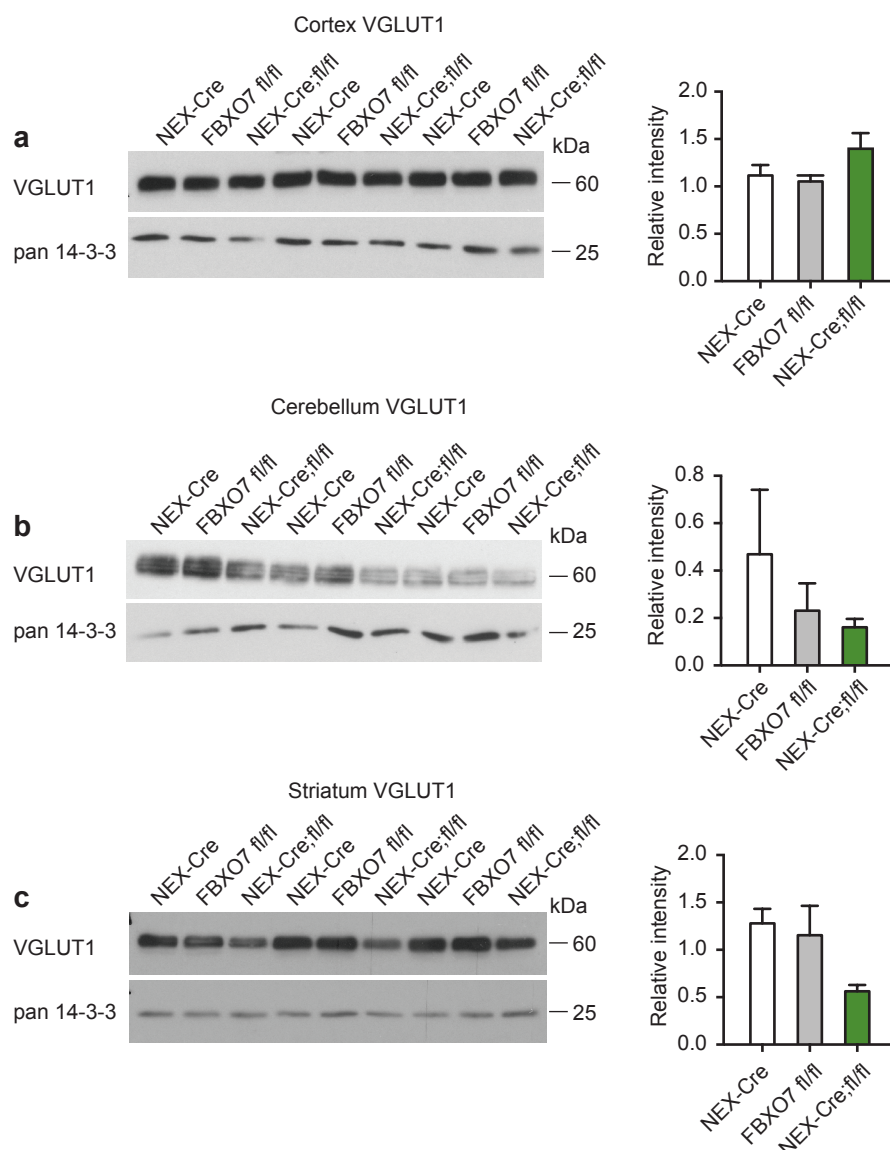 Cortex VGLUT1
a
NEX-Cre
FBXO7 fl/fl
NEX-Cre;fl/fl
NEX-Cre
FBXO7 fl/fl
NEX-Cre;fl/fl
NEX-Cre
FBXO7 fl/fl
NEX-Cre;fl/fl
kDa
VGLUT1
60
pan 14-3-3
25
Relative intensity
2.0
1.5
1.0
0.5
0.0
NEX-Cre
FBXO7 fl/fl
NEX-Cre;fl/fl
Cerebellum VGLUT1
b
NEX-Cre
FBXO7 fl/fl
NEX-Cre;fl/fl
NEX-Cre
FBXO7 fl/fl
NEX-Cre;fl/fl
NEX-Cre
FBXO7 fl/fl
NEX-Cre;fl/fl
kDa
VGLUT1
60
pan 14-3-3
25
Relative intensity
0.8
0.6
0.4
0.2
0.0
NEX-Cre
FBXO7 fl/fl
NEX-Cre;fl/fl
Striatum VGLUT1
c
NEX-Cre
FBXO7 fl/fl
NEX-Cre;fl/fl
NEX-Cre
FBXO7 fl/fl
NEX-Cre;fl/fl
NEX-Cre
FBXO7 fl/fl
NEX-Cre;fl/fl
kDa
VGLUT1
60
pan 14-3-3
25
Relative intensity
2.0
1.5
1.0
0.5
0.0
NEX-Cre
FBXO7 fl/fl
NEX-Cre;fl/fl